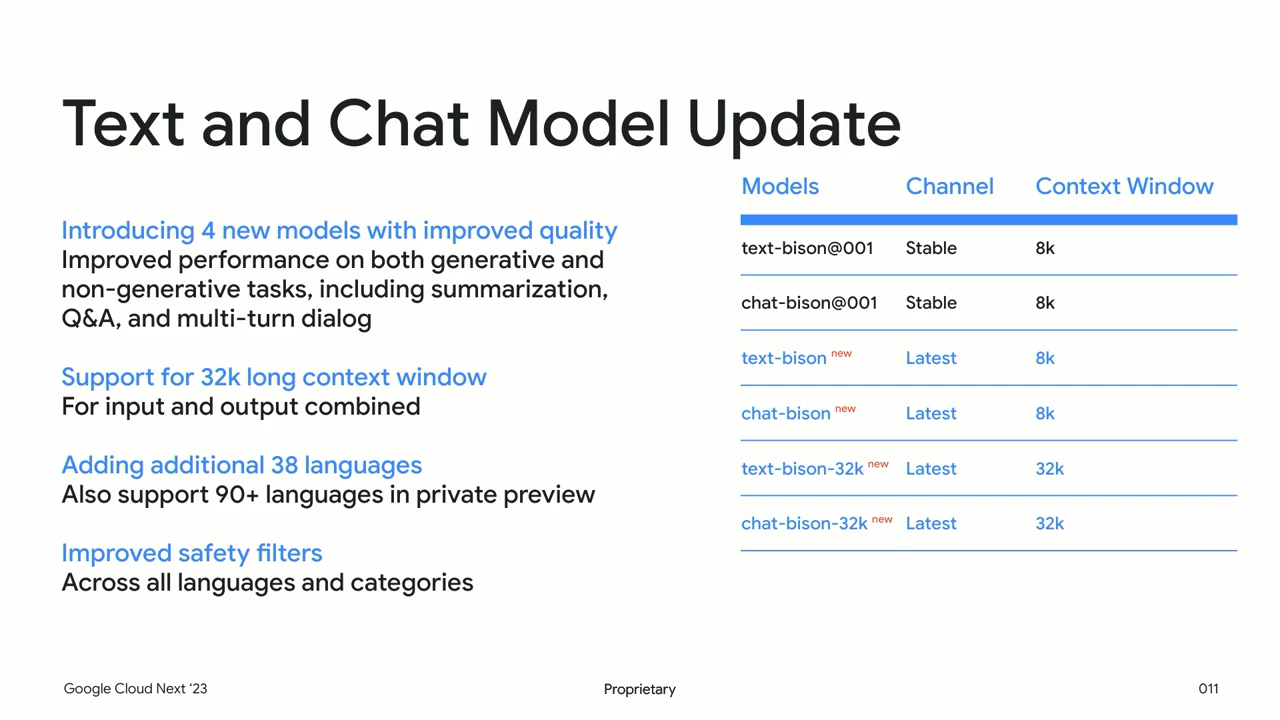 Text and Chat Model Update
Introducing 4 new models with improved quality
Improved performance on both generative and
non-generative tasks, including summarization,
Q&A, and multi-turn dialog
Support for 32k long context window
For input and output combined
Adding additional 38 languages
Also support 90+ languages in private preview
Improved safety filters
Across all languages and categories
Models Channel Context Window
text-bison@001 Stable 8k
chat-bison@001 Stable 8k
text-bison new Latest 8k
chat-bison new Latest 8k
text-bison-32k new Latest 32k
chat-bison-32k new Latest 32k
Google Cloud Next ‘23 Proprietary 011